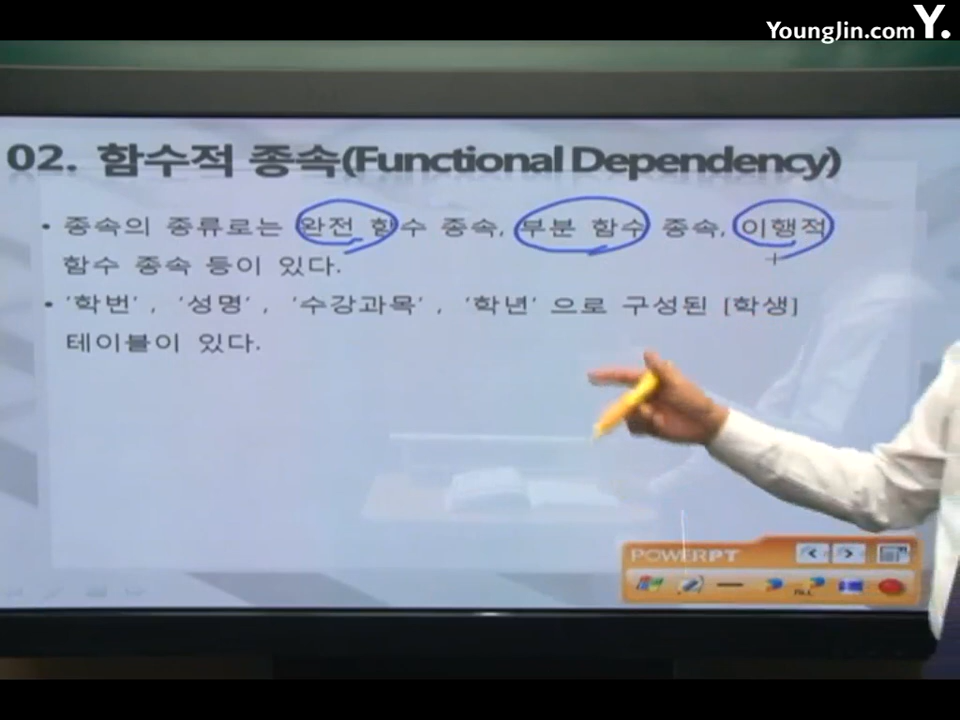 YoungJin.com Y.
02. 함수적 종속(Functional Dependency)
• 종속의 종류로는 완전 함수 종속, 부분 함수 종속, 이행적
함수 종속 등이 있다.
• '학번', '성명', '수강과목', '학년' 으로 구성된 [학생]
테이블이 있다.
POWERPT